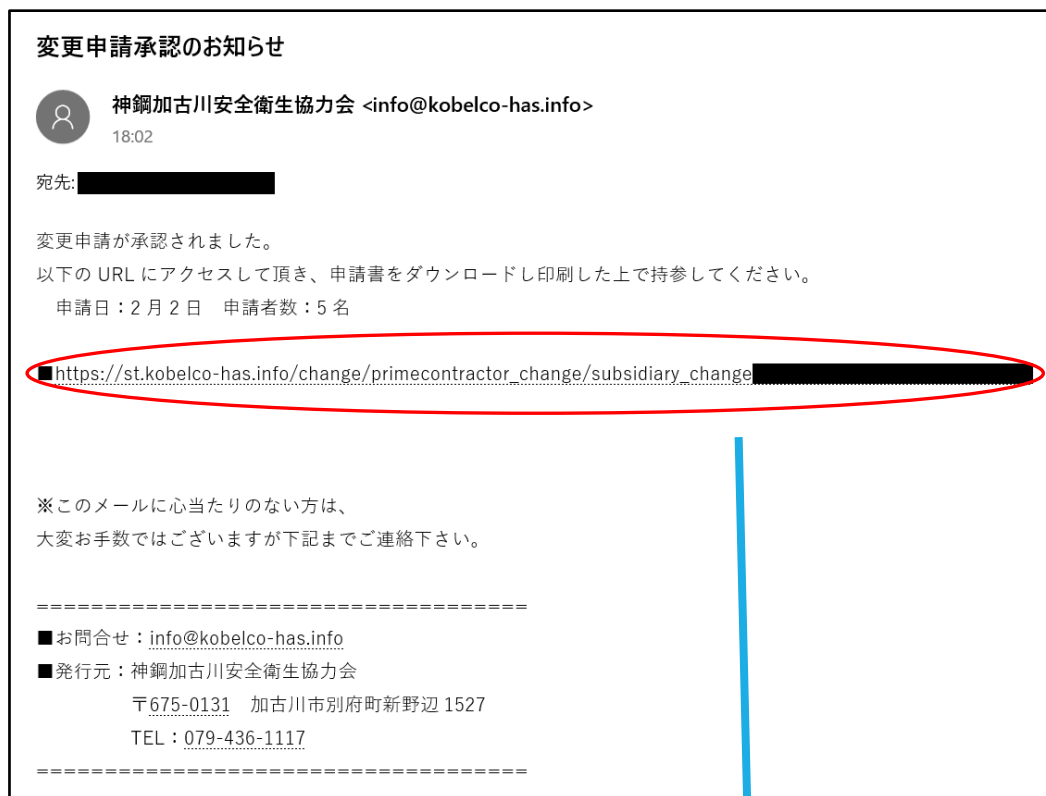 変更申請承認のお知らせ
神鋼加古川安全衛生協力会 <info@kobelco-has.info>
18:02
宛先:
変更申請が承認されました。
以下の URL にアクセスして頂き、申請書をダウンロードし印刷した上で持参してください。
申請日：2 月 2 日　申請者数：5 名
■https://st.kobelco-has.info/change/primecontractor_change/subsidiary_change
※このメールに心当たりのない方は、
大変お手数ではございますが下記までご連絡下さい。
====================================
■お問合せ：info@kobelco-has.info
■発行元：神鋼加古川安全衛生協力会
〒675-0131　加古川市別府町新野辺 1527
TEL：079-436-1117
====================================